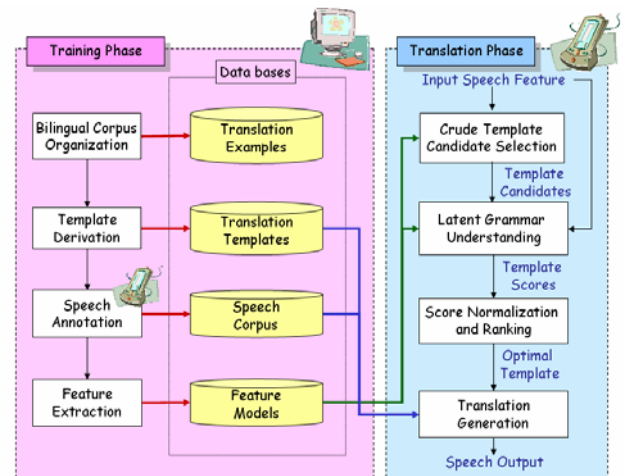 Training Phase
Data bases
Bilingual Corpus
Organization
Translation
Examples
Template
Derivation
Translation
Templates
Speech
Annotation
Speech
Corpus
Feature
Extraction
Feature
Models
Translation Phase
Input Speech Feature
Crude Template
Candidate Selection
Template
Candidates
Latent Grammar
Understanding
Template
Scores
Score Normalization
and Ranking
Optimal
Template
Translation
Generation
Speech Output